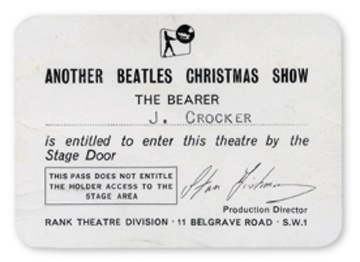 ANOTHER BEATLES CHRISTMAS SHOW
THE BEARER
J. CROCKER
is entitled to enter this theatre by the
Stage Door
THIS PASS DOES NOT ENTITLE
THE HOLDER ACCESS TO THE
STAGE AREA
Stan Fishman
Production Director
RANK THEATRE DIVISION · 11 BELGRAVE ROAD · S.W.1